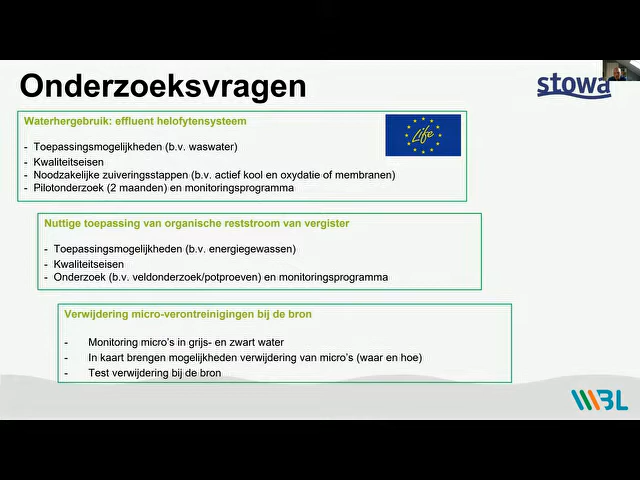 Onderzoeksvragen
stowa
Waterhergebruik: effluent helofytensysteem
- Toepassingsmogelijkheden (b.v. waswater)
- Kwaliteitseisen
- Noodzakelijke zuiveringsstappen (b.v. actief kool en oxydatie of membranen)
- Pilotonderzoek (2 maanden) en monitoringsprogramma
Life
Nuttige toepassing van organische reststroom van vergister
- Toepassingsmogelijkheden (b.v. energiegewassen)
- Kwaliteitseisen
- Onderzoek (b.v. veldonderzoek/potproeven) en monitoringsprogramma
Verwijdering micro-verontreinigingen bij de bron
- Monitoring micro's in grijs- en zwart water
- In kaart brengen mogelijkheden verwijdering van micro's (waar en hoe)
- Test verwijdering bij de bron
WBL